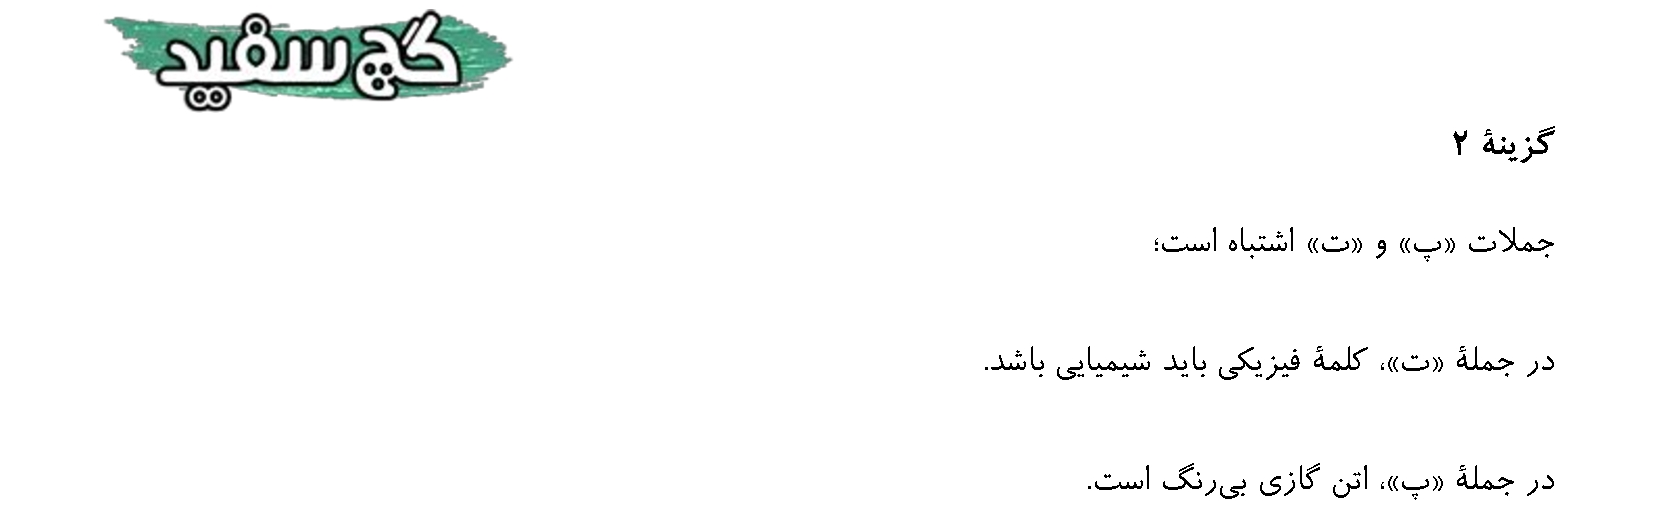 گچ سفید
گزینهٔ ۲
جملات «پ» و «ت» اشتباه است؛
در جملهٔ «ت»، کلمهٔ فیزیکی باید شیمیایی باشد.
در جملهٔ «پ»، اتن گازی بی‌رنگ است.